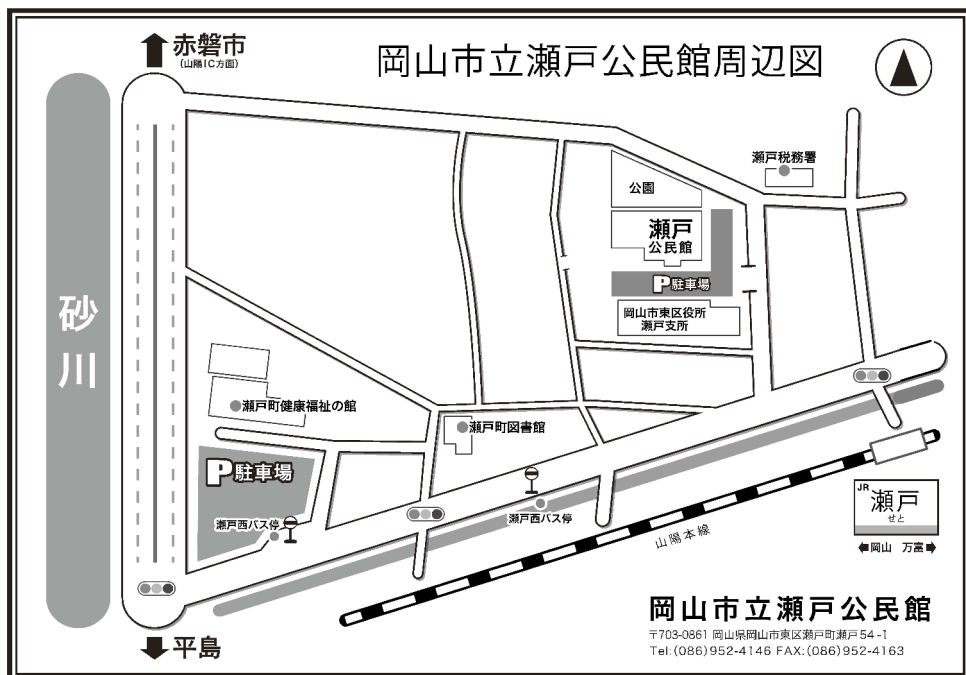 赤磐市
(山陽IC方面)
岡山市立瀬戸公民館周辺図
瀬戸税務署
公園
瀬戸
公民館
P駐車場
岡山市東区役所
瀬戸支所
砂川
瀬戸町健康福祉の館
瀬戸町図書館
P駐車場
瀬戸西バス停
瀬戸西バス停
山陽本線
JR
瀬戸
せと
岡山 万富
平島
岡山市立瀬戸公民館
〒703-0861 岡山県岡山市東区瀬戸町瀬戸54-1
Tel:(086)952-4146 FAX:(086)952-4163